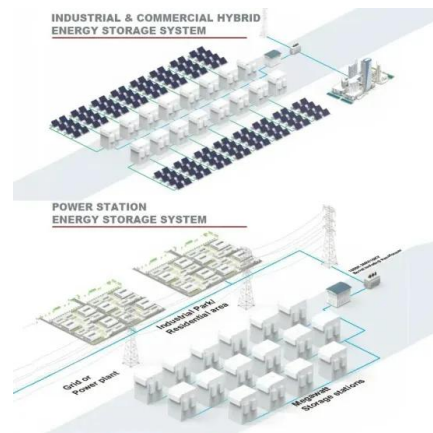 INDUSTRIAL & COMMERCIAL HYBRID
ENERGY STORAGE SYSTEM
POWER STATION
ENERGY STORAGE SYSTEM
Industrial Park/
Residential area
Grid or
Power plant
Megawatt
Storage stations